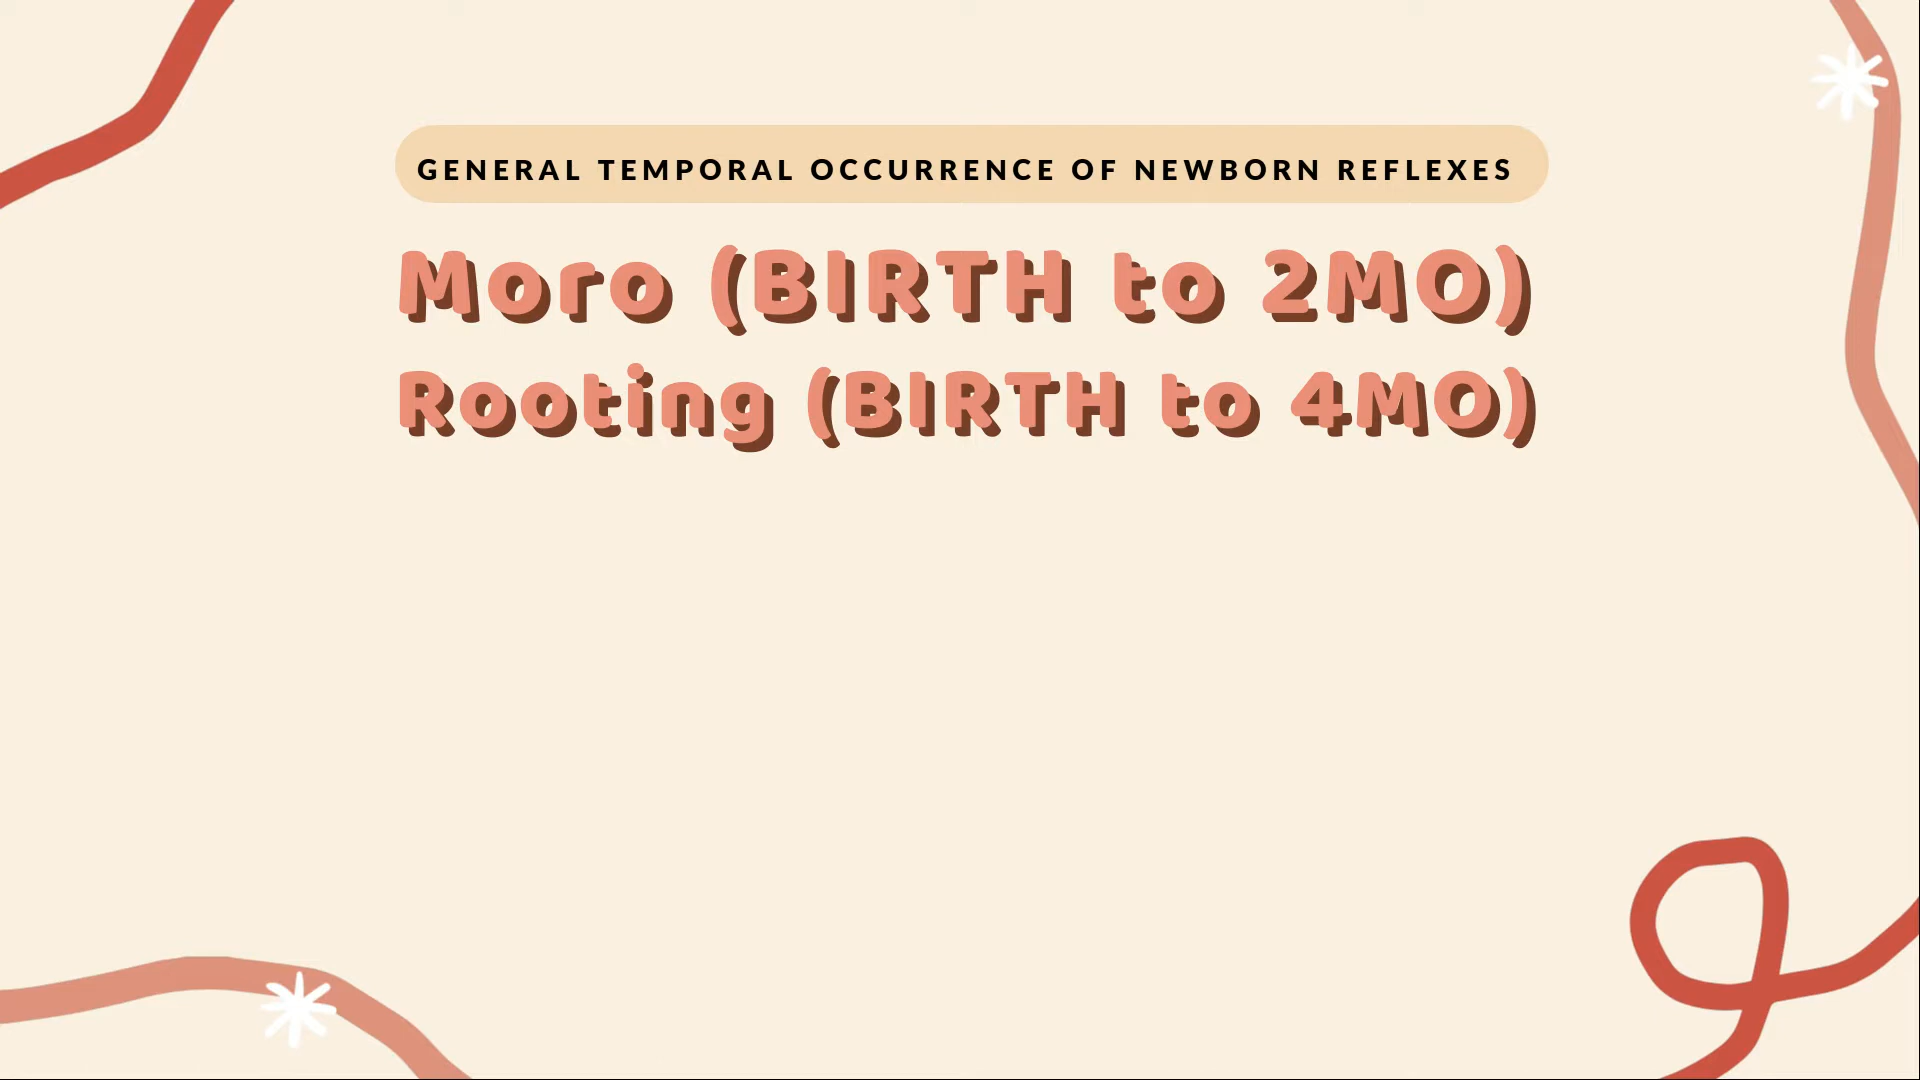 GENERAL TEMPORAL OCCURRENCE OF NEWBORN REFLEXES
Moro (BIRTH to 2MO)
Rooting (BIRTH to 4MO)